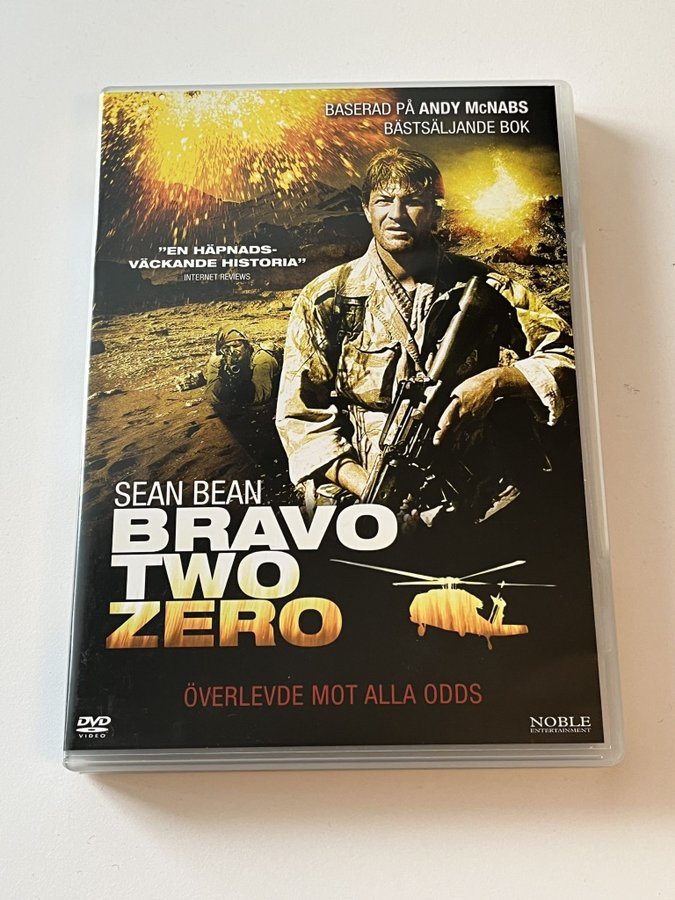 BASERAD PÅ ANDY McNABS
BÄSTSÄLJANDE BOK
”EN HÄPNADS-
VÄCKANDE HISTORIA”
INTERNET REVIEWS
SEAN BEAN
BRAVO
TWO
ZERO
ÖVERLEVDE MOT ALLA ODDS
DVD
VIDEO
NOBLE
ENTERTAINMENT